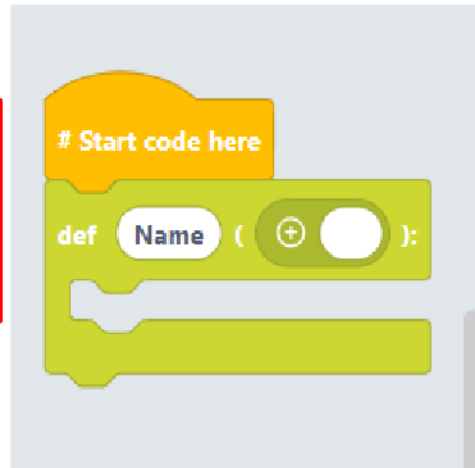 # Start code here
def Name ( ⊕ ):